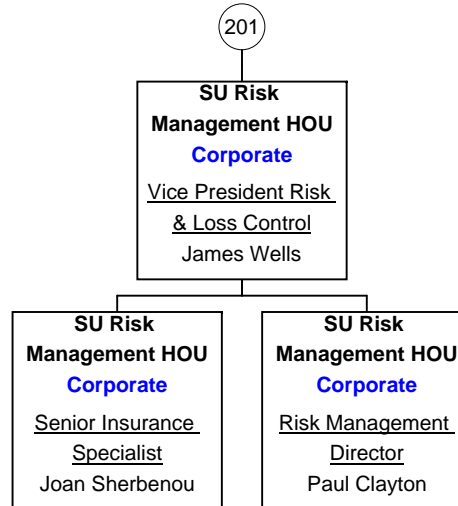 201
SU Risk
Management HOU
Corporate
Vice President Risk
& Loss Control
James Wells
SU Risk
Management HOU
Corporate
Senior Insurance
Specialist
Joan Sherbenou
SU Risk
Management HOU
Corporate
Risk Management
Director
Paul Clayton